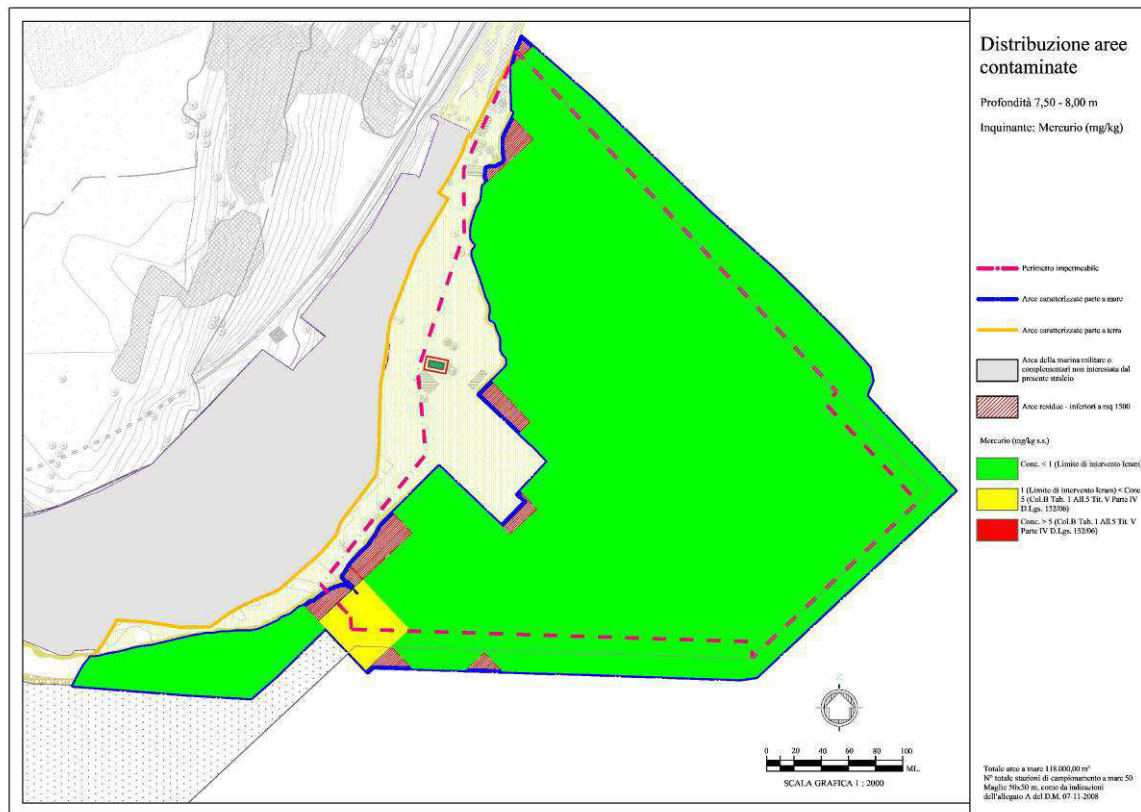 Distribuzione aree
contaminate
Profondità 7,50 - 8,00 m
Inquinante: Mercurio (mg/kg)
Perimetro impermeabile
Aree caratterizzate parte a mare
Aree caratterizzate parte a terra
Area della marina militare o
complementari non interessata dal
presente stralcio
Aree residue - inferiori a mq 1500
Mercurio (mg/kg s.s.)
Conc. < 1 (Limite di intervento Icram)
1 (Limite di intervento Icram) < Conc
5 (Col.B Tab. 1 All.5 Tit. V Parte IV
D.Lgs. 152/06)
Conc. > 5 (Col.B Tab. 1 All.5 Tit. V
Parte IV D.Lgs. 152/06)
0 20 40 60 80 100
ML.
SCALA GRAFICA 1 : 2000
Totale aree a mare 118.000,00 m²
N° totale stazioni di campionamento a mare 50
Maglie 50x50 m, come da indicazioni
dell'allegato A del D.M. 07-11-2008